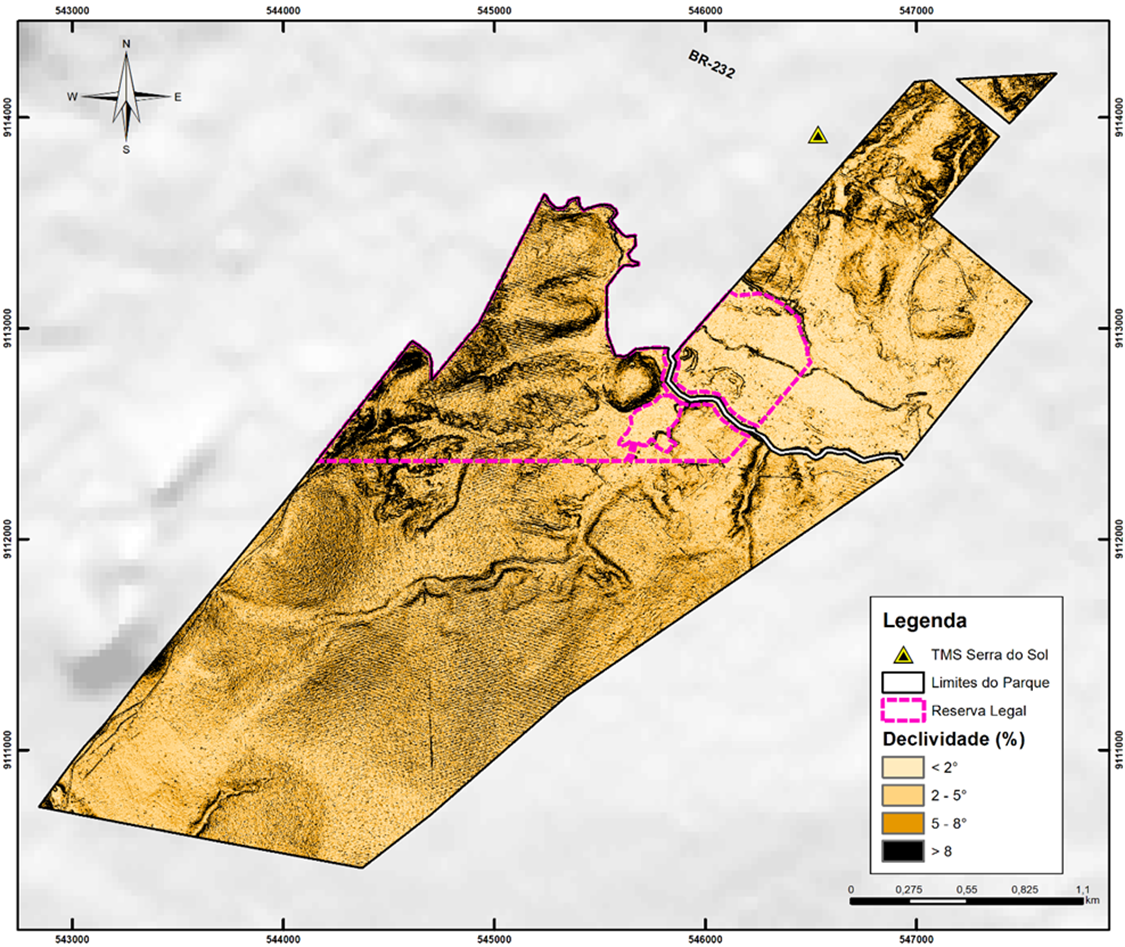 543000 544000 545000 546000 547000
BR-232
N
W E
S
9114000 9114000
9113000 9113000
9112000 9112000
9111000 9111000
Legenda
TMS Serra do Sol
Limites do Parque
Reserva Legal
Declividade (%)
< 2°
2 - 5°
5 - 8°
> 8
0 0,275 0,55 0,825 1,1
km
543000 544000 545000 546000 547000